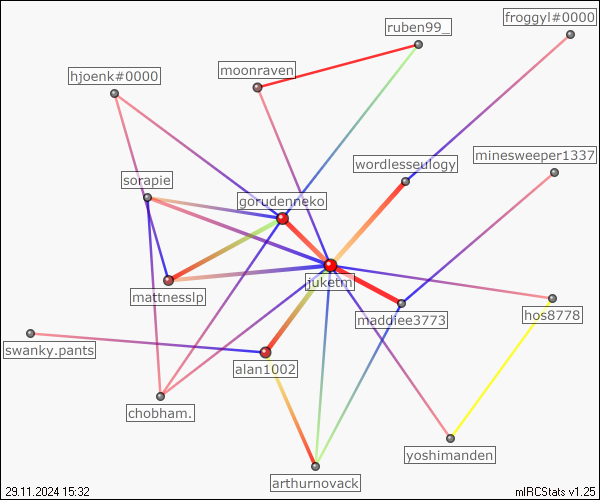 froggyl#0000
ruben99_
moonraven
hjoenk#0000
minesweeper1337
wordlesseulogy
sorapie
gorudenneko
juketm
mattnesslp
maddiee3773
hos8778
swanky.pants
alan1002
chobham.
yoshimanden
arthurnovack
29.11.2024 15:32
mIRCStats v1.25